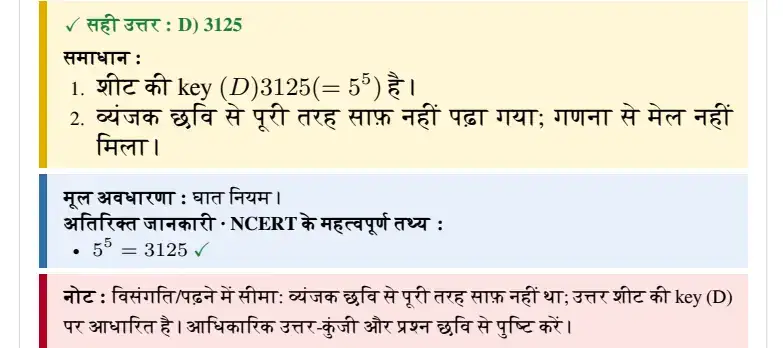 ✓ सही उत्तर : D) 3125
समाधान :
1. शीट की key (D)3125(= 5⁵) है।
2. व्यंजक छवि से पूरी तरह साफ़ नहीं पढ़ा गया; गणना से मेल नहीं
मिला।
मूल अवधारणा : घात नियम।
अतिरिक्त जानकारी · NCERT के महत्वपूर्ण तथ्य :
• 5⁵ = 3125 ✓
नोट : विसंगति/पढ़ने में सीमा: व्यंजक छवि से पूरी तरह साफ़ नहीं था; उत्तर शीट की key (D)
पर आधारित है। आधिकारिक उत्तर-कुंजी और प्रश्न छवि से पुष्टि करें।